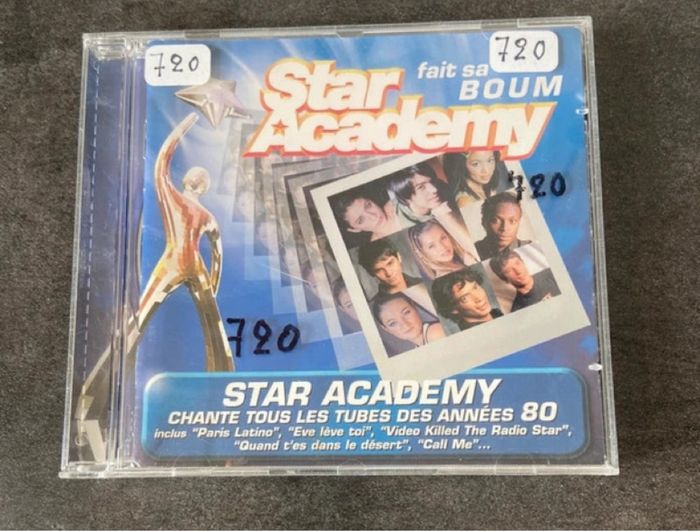 720
720
fait sa
BOUM
Star
Academy
720
720
STAR ACADEMY
CHANTE TOUS LES TUBES DES ANNÉES 80
inclus "Paris Latino", "Eve lève toi", "Video Killed The Radio Star",
"Quand t'es dans le désert", "Call Me"...